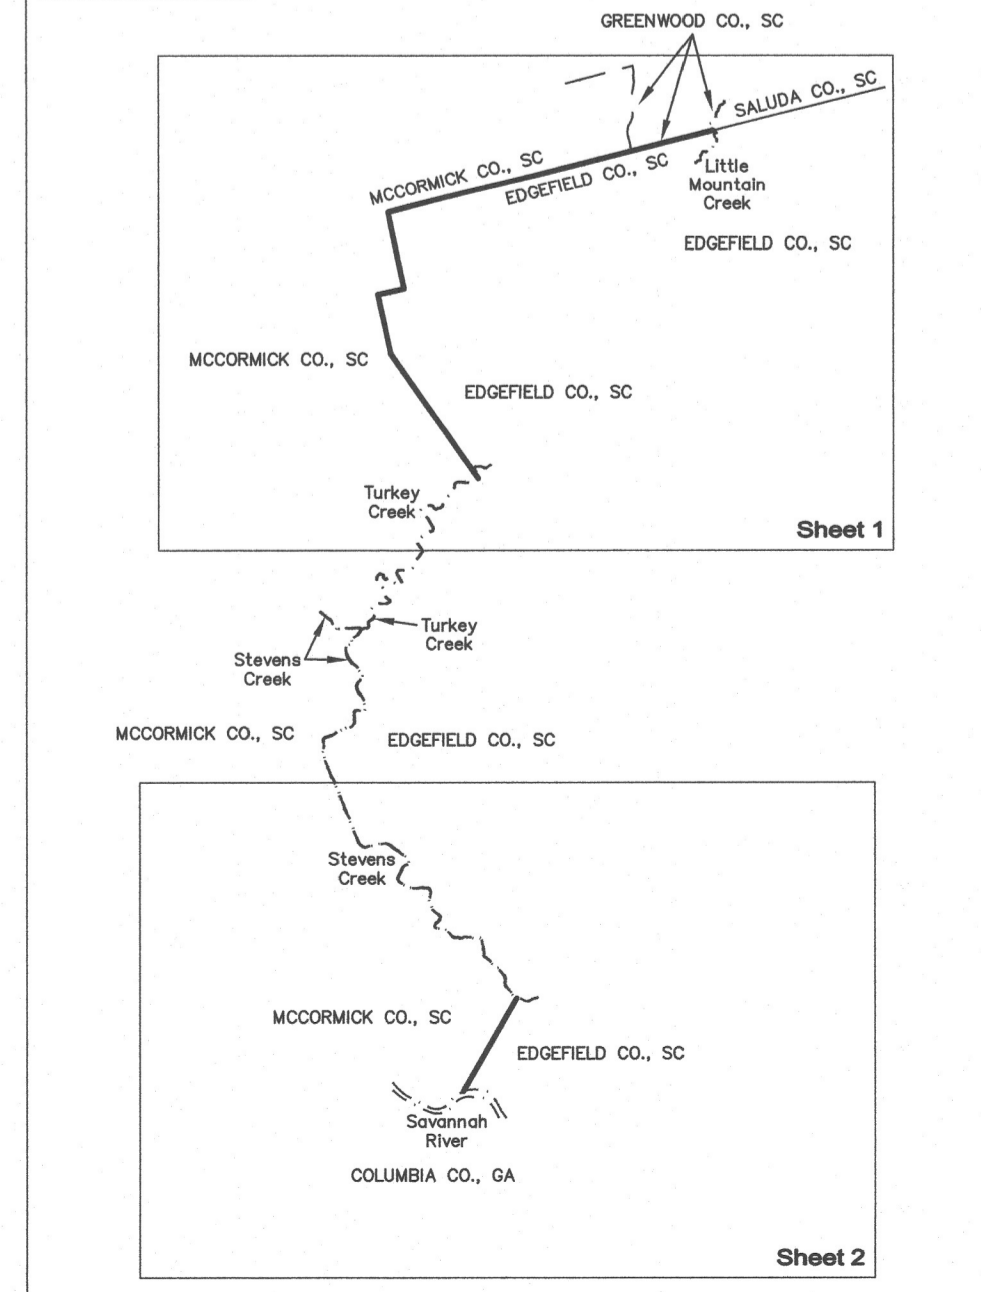 GREENWOOD CO., SC
SALUDA CO., SC
MCCORMICK CO., SC
EDGEFIELD CO., SC
Little
Mountain
Creek
EDGEFIELD CO., SC
MCCORMICK CO., SC
EDGEFIELD CO., SC
Turkey
Creek
Sheet 1
Turkey
Creek
Stevens
Creek
MCCORMICK CO., SC
EDGEFIELD CO., SC
Stevens
Creek
MCCORMICK CO., SC
EDGEFIELD CO., SC
Savannah
River
COLUMBIA CO., GA
Sheet 2